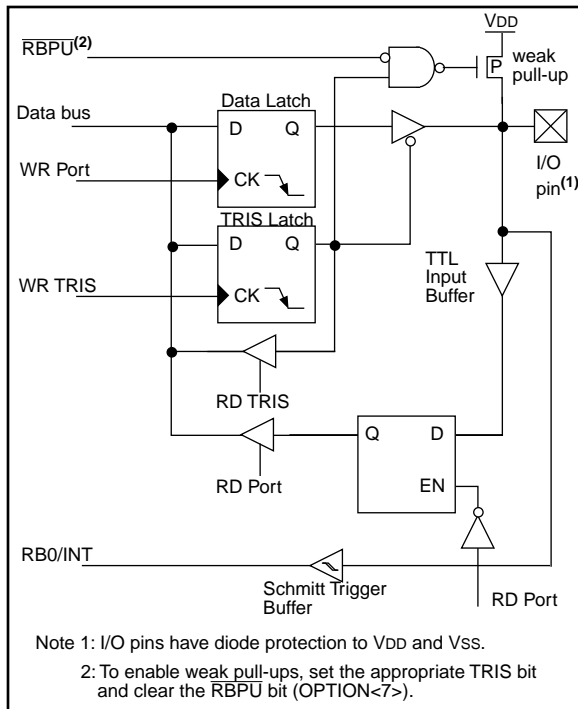 VDD
RBPU(2)
P
weak
pull-up
Data bus
Data Latch
D Q
I/O
pin(1)
WR Port
CK
TRIS Latch
D Q
TTL
Input
Buffer
WR TRIS
CK
RD TRIS
Q D
RD Port
EN
RB0/INT
Schmitt Trigger
Buffer
RD Port
Note 1: I/O pins have diode protection to VDD and VSS.
2: To enable weak pull-ups, set the appropriate TRIS bit
and clear the RBPU bit (OPTION<7>).